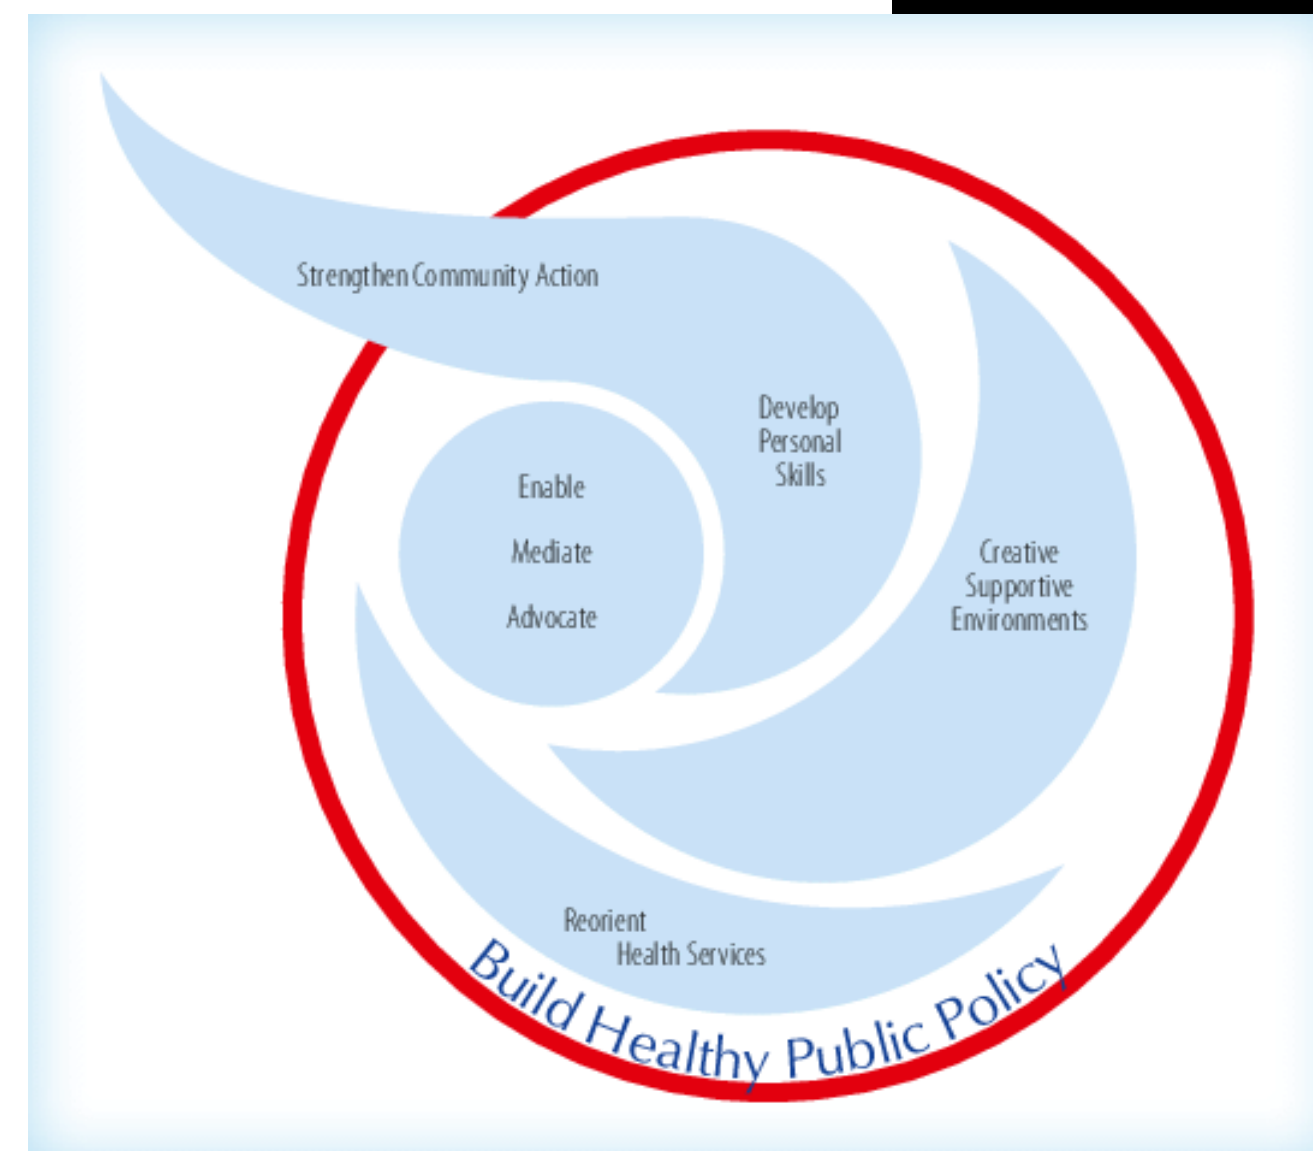 Strengthen Community Action
Develop
Personal
Skills
Enable
Mediate
Advocate
Creative
Supportive
Environments
Reorient
Health Services
Build Healthy Public Policy